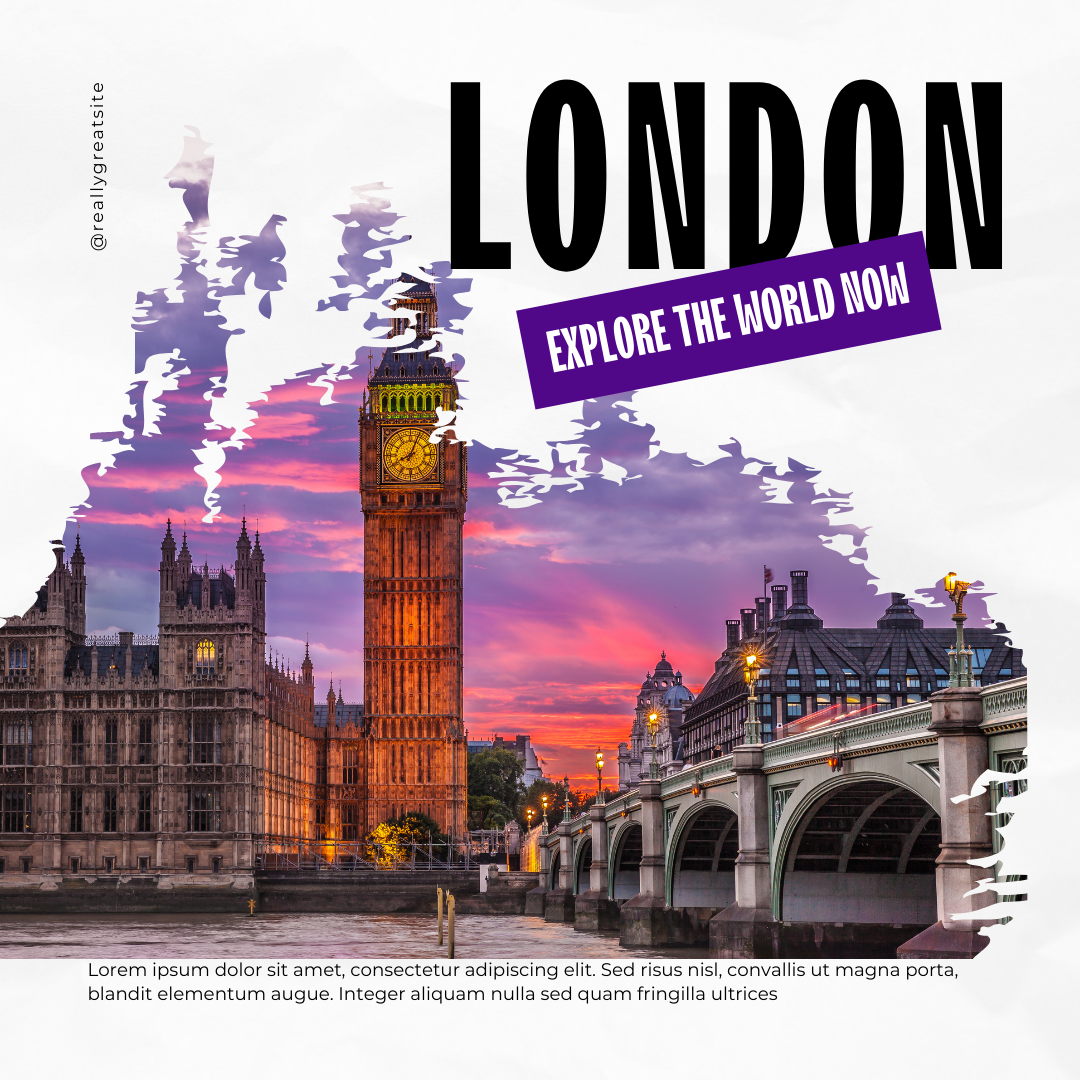 @reallygreatsite
LONDON
EXPLORE THE WORLD NOW
Lorem ipsum dolor sit amet, consectetur adipiscing elit. Sed risus nisl, convallis ut magna porta,
blandit elementum augue. Integer aliquam nulla sed quam fringilla ultrices